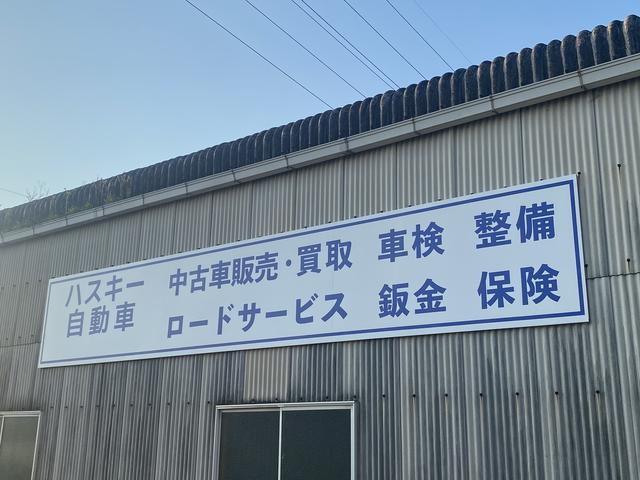 ハスキー
自動車
中古車販売・買取 車検 整備
ロードサービス 鈑金 保険